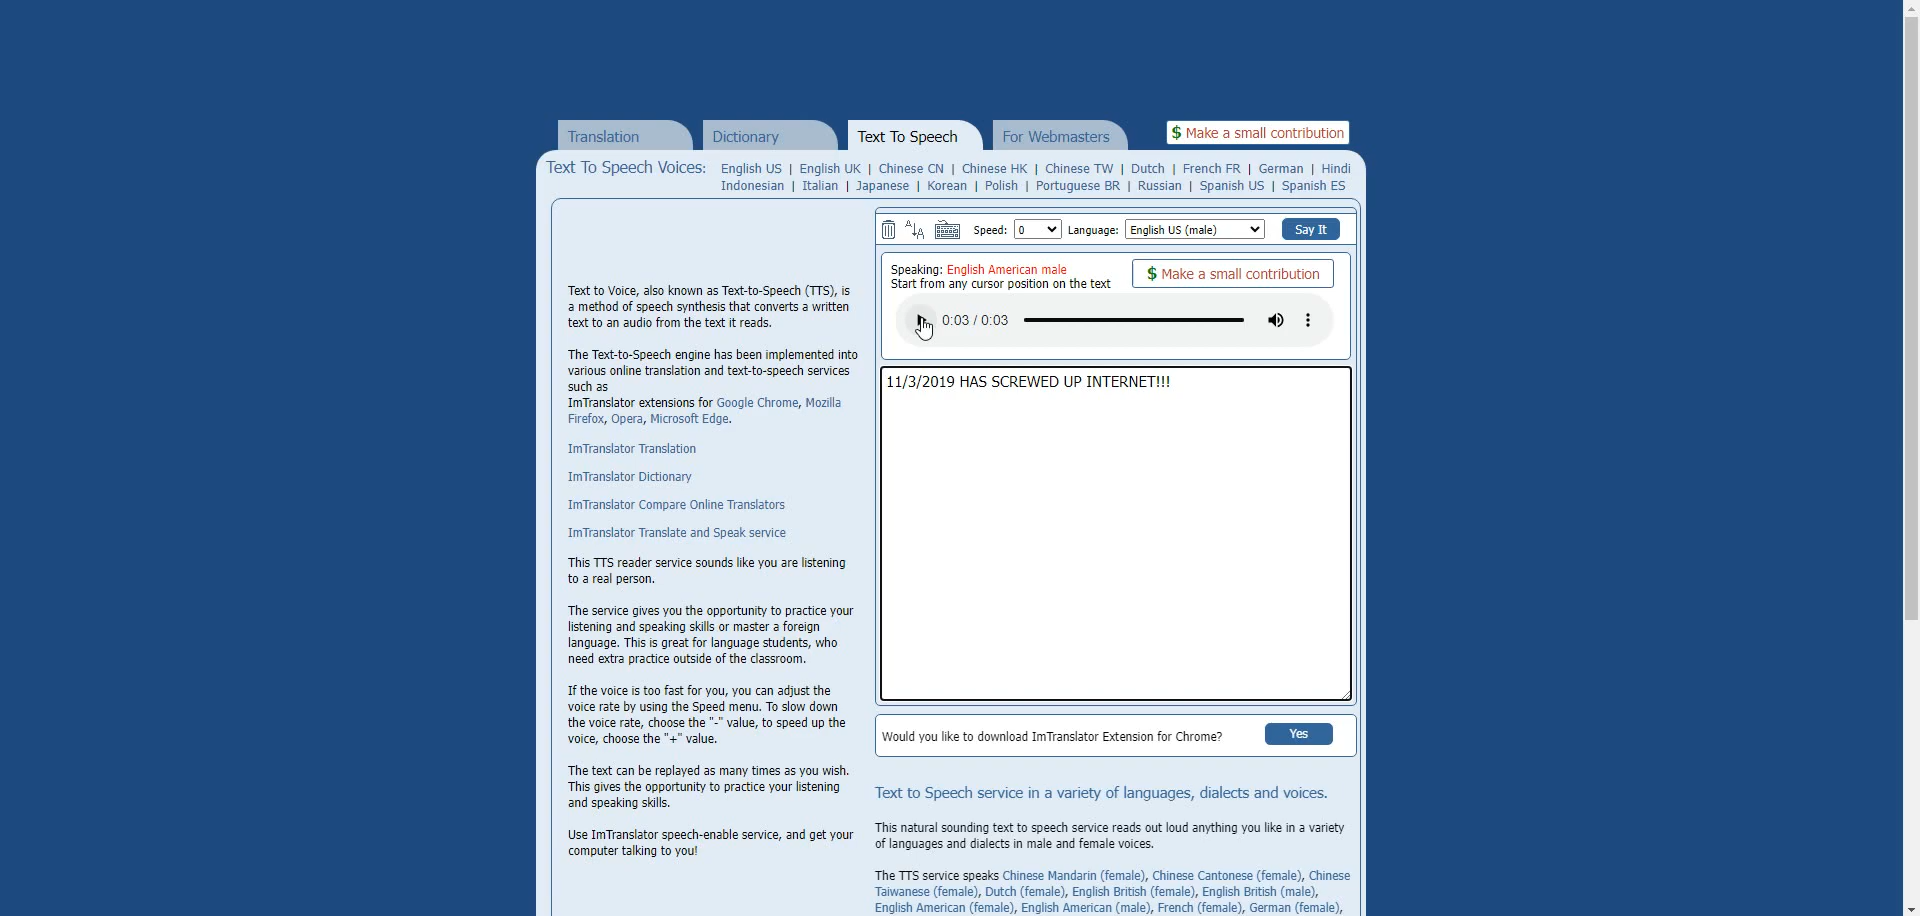 Translation
Dictionary
Text To Speech
For Webmasters
$ Make a small contribution
Text To Speech Voices:
English US | English UK | Chinese CN | Chinese HK | Chinese TW | Dutch | French FR | German | Hindi
Indonesian | Italian | Japanese | Korean | Polish | Portuguese BR | Russian | Spanish US | Spanish ES
Speed: 0 Language: English US (male) Say It
Speaking: English American male
Start from any cursor position on the text
$ Make a small contribution
0:03 / 0:03
11/3/2019 HAS SCREWED UP INTERNET!!!
Text to Voice, also known as Text-to-Speech (TTS), is
a method of speech synthesis that converts a written
text to an audio from the text it reads.
The Text-to-Speech engine has been implemented into
various online translation and text-to-speech services
such as
ImTranslator extensions for Google Chrome, Mozilla
Firefox, Opera, Microsoft Edge.
ImTranslator Translation
ImTranslator Dictionary
ImTranslator Compare Online Translators
ImTranslator Translate and Speak service
This TTS reader service sounds like you are listening
to a real person.
The service gives you the opportunity to practice your
listening and speaking skills or master a foreign
language. This is great for language students, who
need extra practice outside of the classroom.
If the voice is too fast for you, you can adjust the
voice rate by using the Speed menu. To slow down
the voice rate, choose the "-" value, to speed up the
voice, choose the "+" value.
The text can be replayed as many times as you wish.
This gives the opportunity to practice your listening
and speaking skills.
Use ImTranslator speech-enable service, and get your
computer talking to you!
Would you like to download ImTranslator Extension for Chrome?
Yes
Text to Speech service in a variety of languages, dialects and voices.
This natural sounding text to speech service reads out loud anything you like in a variety
of languages and dialects in male and female voices.
The TTS service speaks Chinese Mandarin (female), Chinese Cantonese (female), Chinese
Taiwanese (female), Dutch (female), English British (female), English British (male),
English American (female), English American (male), French (female), German (female),